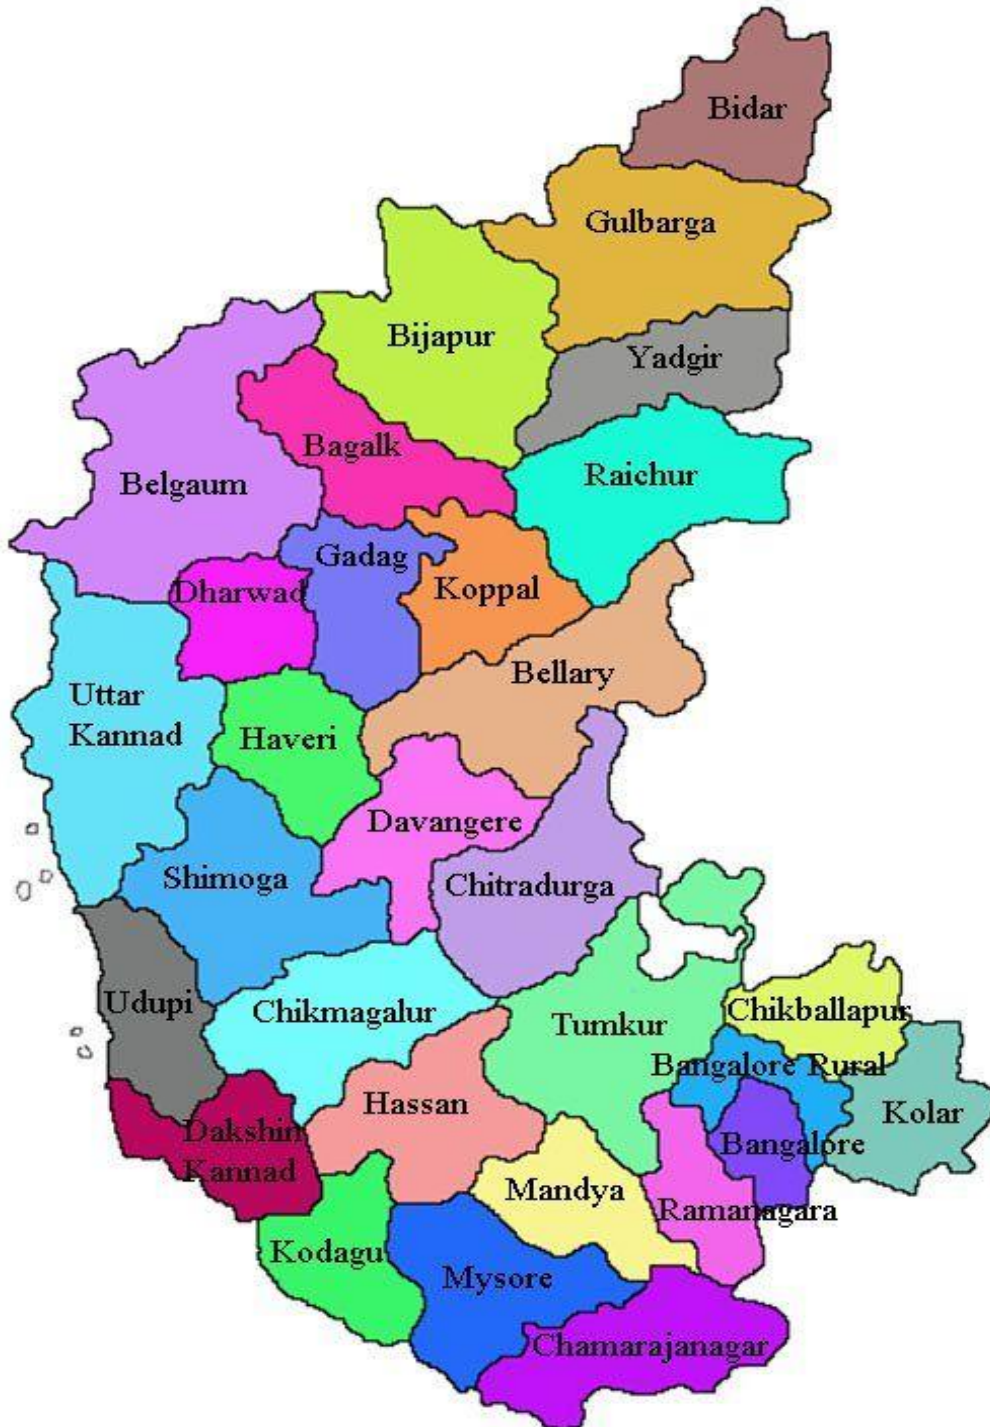 Bidar
Gulbarga
Bijapur
Yadgir
Bagalk
Raichur
Belgaum
Gadag
Dharwad
Koppal
Bellary
Uttar
Kannad
Haveri
Davangere
Shimoga
Chitradurga
Udupi
Chikmagalur
Tumkur
Chikballapur
Bangalore Rural
Hassan
Kolar
Dakshin
Kannad
Bangalore
Mandya
Ramanagara
Kodagu
Mysore
Chamarajanagar